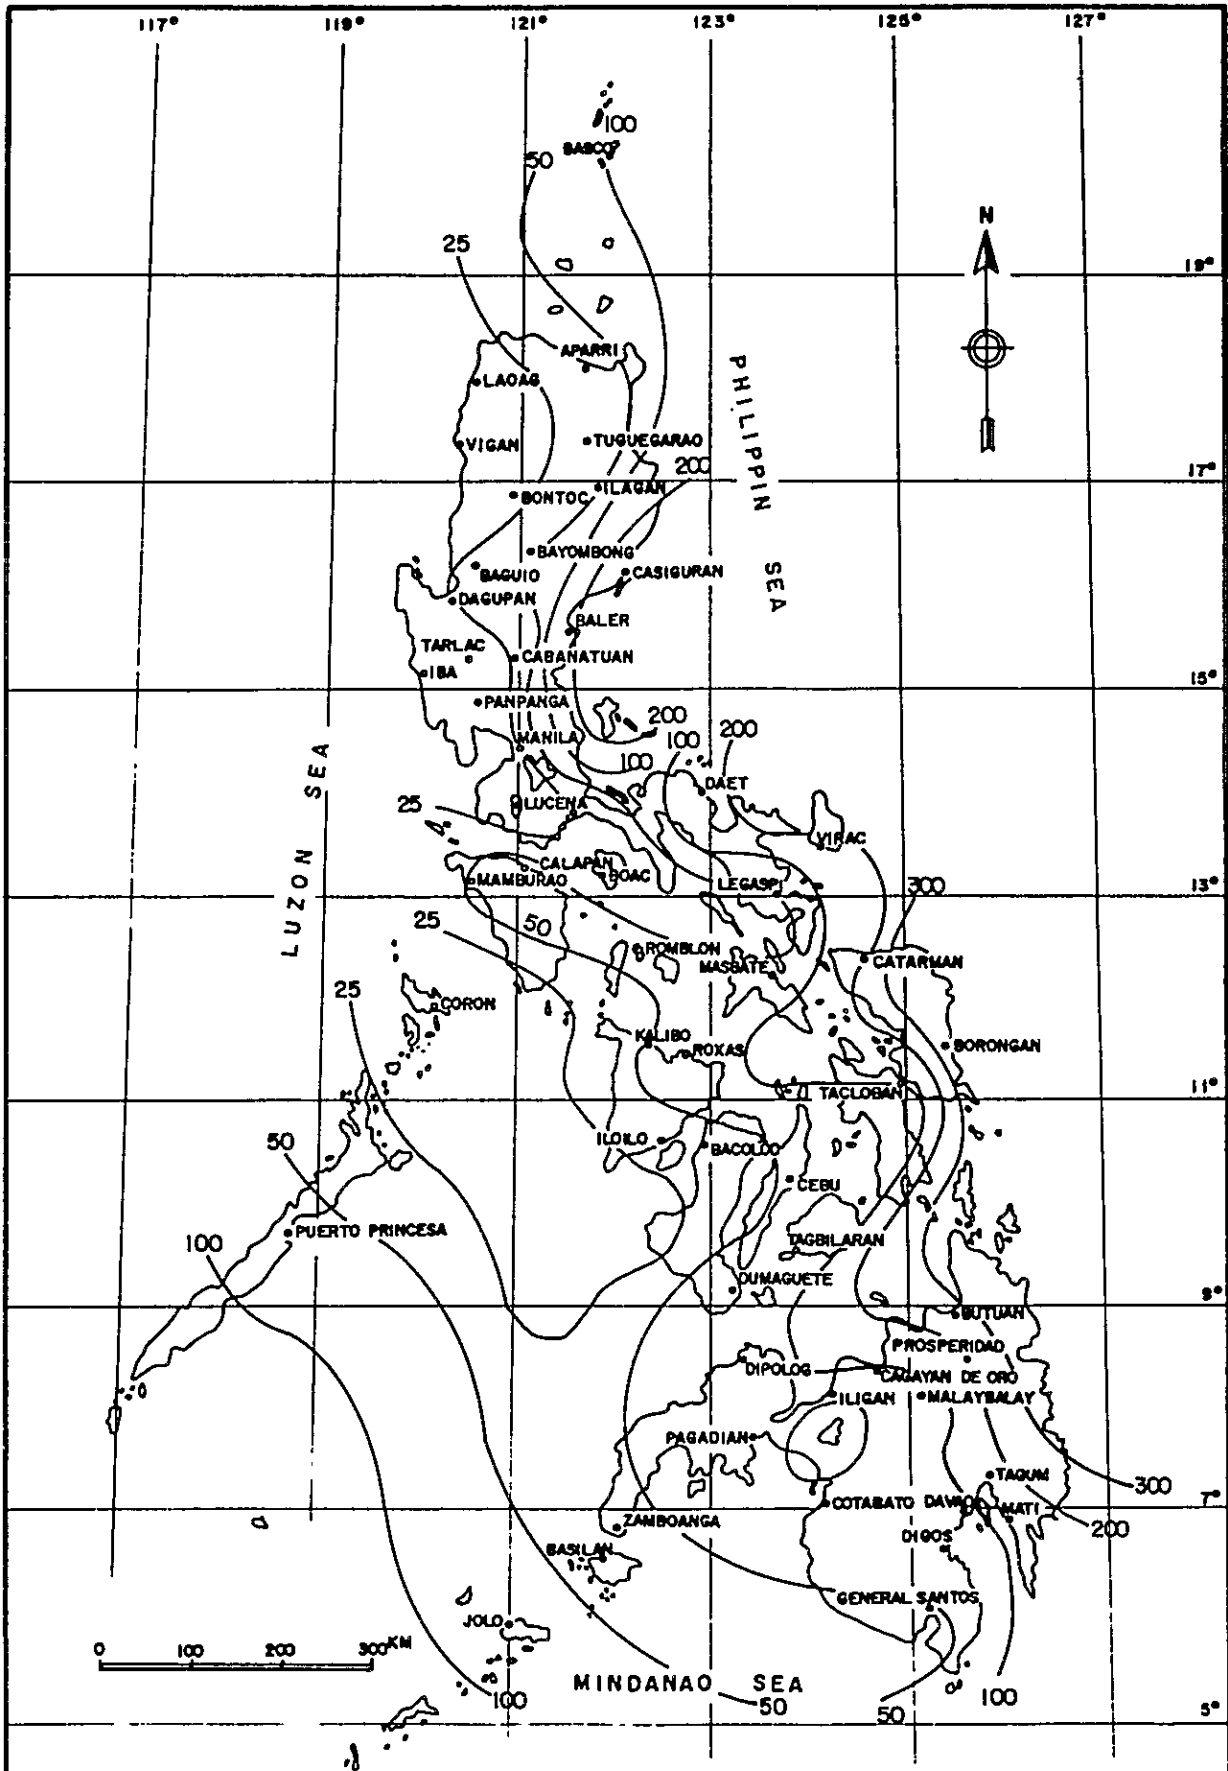 117° 119° 121° 123° 125° 127°
100
BASCO
50
N
25
19°
APARRI
LAOAG
PHILIPPIN SEA
VIGAN
TUGUEGARAO
200
17°
ILAGAN
BONTOC
BAYOMBONG
BAGUIO
CASIGURAN
DAGUPAN
BALER
TARLAC
CABANATUAN
IBA
15°
PANPANGA
200
200
MANILA
100
100
LUZON SEA
DAET
25
LUCENA
VIRAC
CALAPAN
BOAC
MAMBURAO
LEGASPI
300
13°
25
50
ROMBLON
CATARMAN
MASBATE
25
CORON
KALIBO
ROXAS
BORONGAN
11°
TACLOBAN
50
ILOILO
BACOLOD
CEBU
PUERTO PRINCESA
TAGBILARAN
100
DUMAGUETE
9°
BUTUAN
PROSPERIDAD
DIPOLOG
CAGAYAN DE ORO
ILIGAN
MALAYBALAY
PAGADIAN
TAGUM
300
COTABATO
DAVAO
7°
MATI
ZAMBOANGA
200
DIGOS
BASILAN
GENERAL SANTOS
JOLO
0 100 200 300 KM
MINDANAO SEA
100
50
50
100
5°